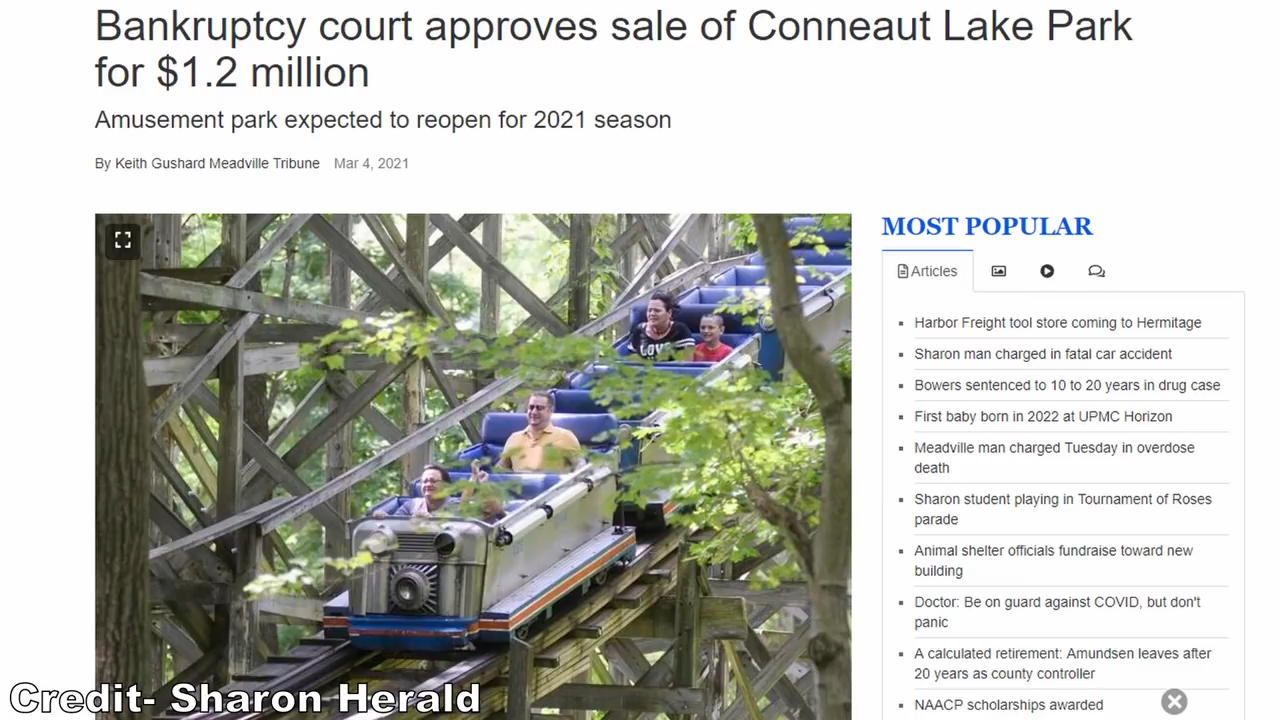 Bankruptcy court approves sale of Conneaut Lake Park
for $1.2 million
Amusement park expected to reopen for 2021 season
By Keith Gushard Meadville Tribune Mar 4, 2021
LOVE
MOST POPULAR
Articles
Harbor Freight tool store coming to Hermitage
Sharon man charged in fatal car accident
Bowers sentenced to 10 to 20 years in drug case
First baby born in 2022 at UPMC Horizon
Meadville man charged Tuesday in overdose
death
Sharon student playing in Tournament of Roses
parade
Animal shelter officials fundraise toward new
building
Doctor: Be on guard against COVID, but don't
panic
A calculated retirement: Amundsen leaves after
20 years as county controller
NAACP scholarships awarded
Credit- Sharon Herald